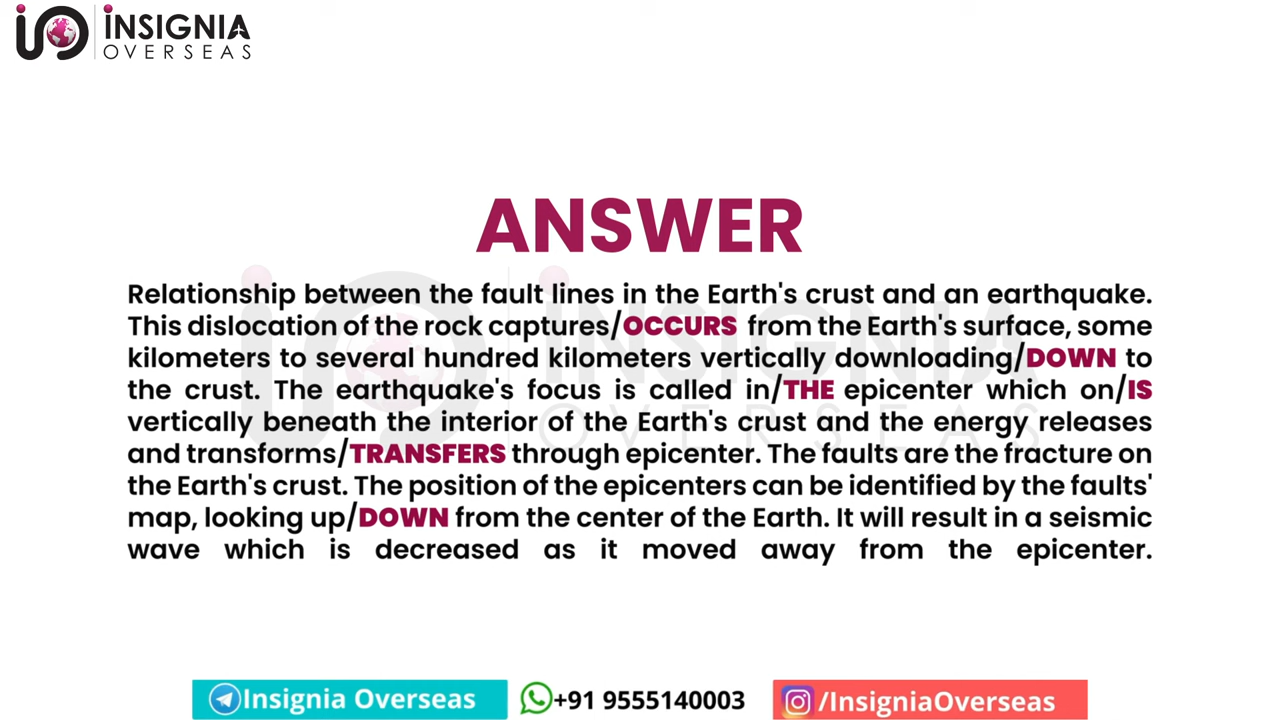 iNSIGNIA
OVERSEAS
ANSWER
Relationship between the fault lines in the Earth's crust and an earthquake.
This dislocation of the rock captures/OCCURS from the Earth's surface, some
kilometers to several hundred kilometers vertically downloading/DOWN to
the crust. The earthquake's focus is called in/THE epicenter which on/IS
vertically beneath the interior of the Earth's crust and the energy releases
and transforms/TRANSFERS through epicenter. The faults are the fracture on
the Earth's crust. The position of the epicenters can be identified by the faults'
map, looking up/DOWN from the center of the Earth. It will result in a seismic
wave which is decreased as it moved away from the epicenter.
Insignia Overseas
+91 9555140003
/InsigniaOverseas